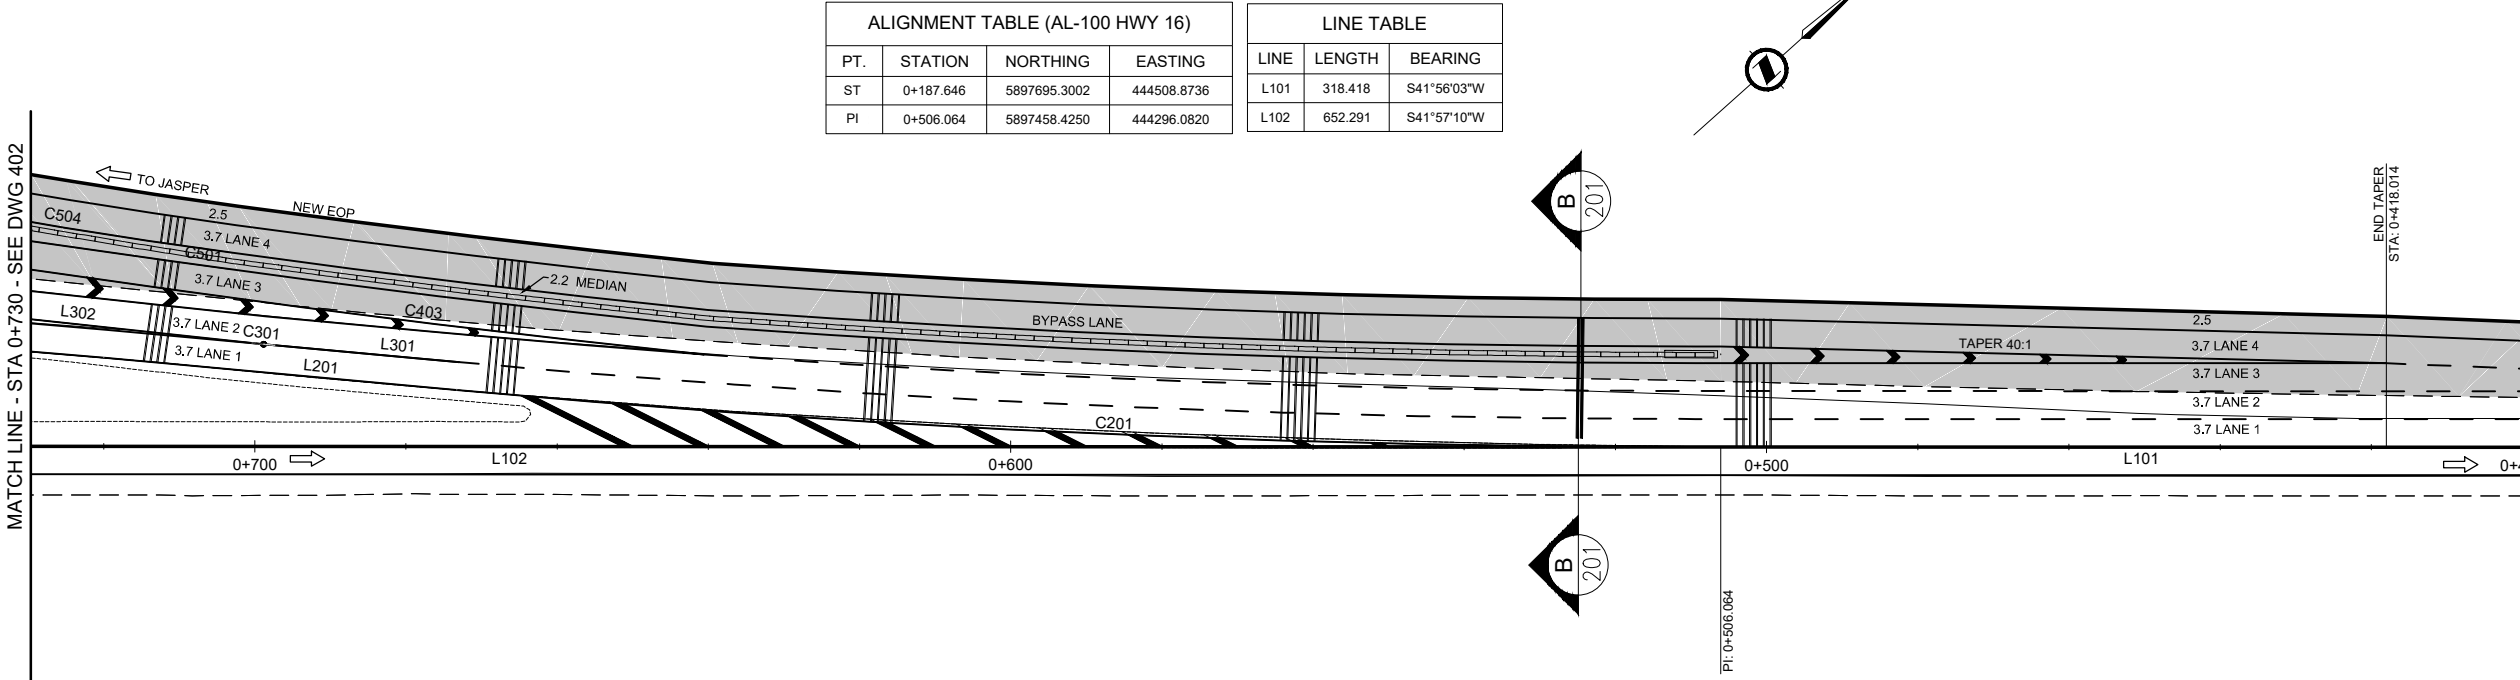 ALIGNMENT TABLE (AL-100 HWY 16)
PT. STATION NORTHING EASTING
ST 0+187.646 5897695.3002 444508.8736
PI 0+506.064 5897458.4250 444296.0820
LINE TABLE
LINE LENGTH BEARING
L101 318.418 S41°56'03"W
L102 652.291 S41°57'10"W
MATCH LINE - STA 0+730 - SEE DWG 402
TO JASPER
NEW EOP
C504
2.5
3.7 LANE 4
C501
3.7 LANE 3
2.2 MEDIAN
L302
3.7 LANE 2
C301
C403
L301
3.7 LANE 1
L201
BYPASS LANE
C201
B
201
END TAPER
STA: 0+418.014
2.5
TAPER 40:1
3.7 LANE 4
3.7 LANE 3
3.7 LANE 2
3.7 LANE 1
0+700
L102
0+600
0+500
L101
B
201
PI: 0+506.064